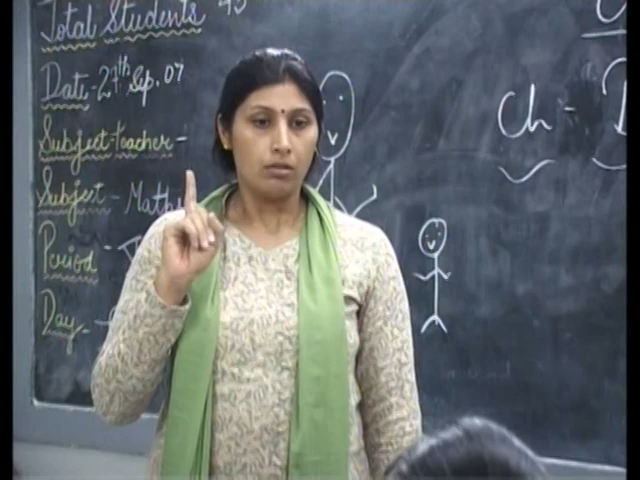 Total Students
Date - 27th Sep. 07
Subject-teacher -
Subject - Maths
Period -
Day -
Ch -